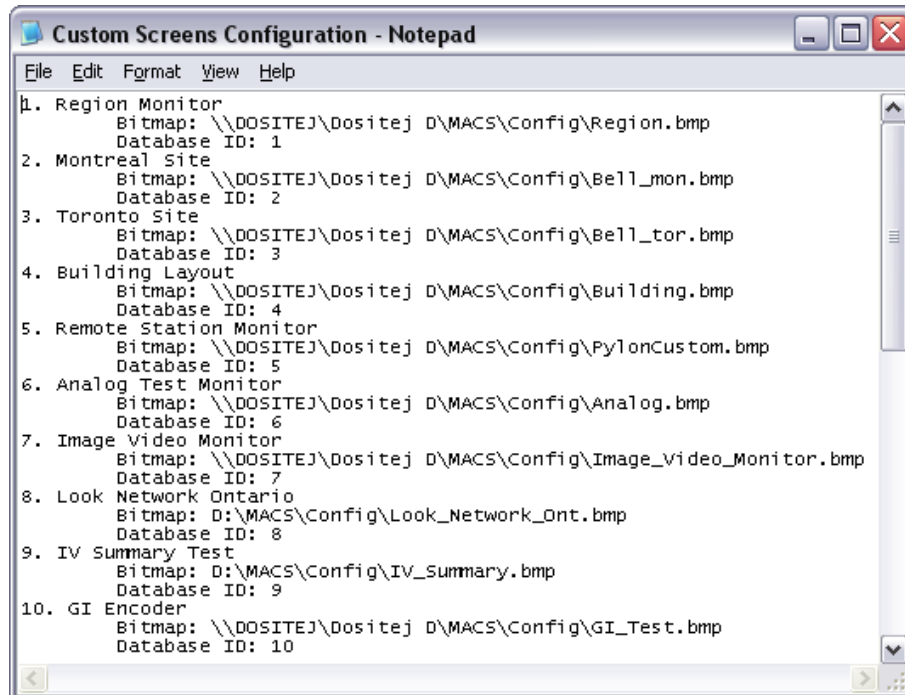 Custom Screens Configuration - Notepad
File Edit Format View Help
1. Region Monitor
Bitmap: \\DOSITEJ\Dositej D\MACS\Config\Region.bmp
Database ID: 1
2. Montreal Site
Bitmap: \\DOSITEJ\Dositej D\MACS\Config\Bell_mon.bmp
Database ID: 2
3. Toronto Site
Bitmap: \\DOSITEJ\Dositej D\MACS\Config\Bell_tor.bmp
Database ID: 3
4. Building Layout
Bitmap: \\DOSITEJ\Dositej D\MACS\Config\Building.bmp
Database ID: 4
5. Remote Station Monitor
Bitmap: \\DOSITEJ\Dositej D\MACS\Config\PylonCustom.bmp
Database ID: 5
6. Analog Test Monitor
Bitmap: \\DOSITEJ\Dositej D\MACS\Config\Analog.bmp
Database ID: 6
7. Image Video Monitor
Bitmap: \\DOSITEJ\Dositej D\MACS\Config\Image_Video_Monitor.bmp
Database ID: 7
8. Look Network Ontario
Bitmap: D:\MACS\Config\Look_Network_Ont.bmp
Database ID: 8
9. IV Summary Test
Bitmap: D:\MACS\Config\IV_Summary.bmp
Database ID: 9
10. GI Encoder
Bitmap: \\DOSITEJ\Dositej D\MACS\Config\GI_Test.bmp
Database ID: 10